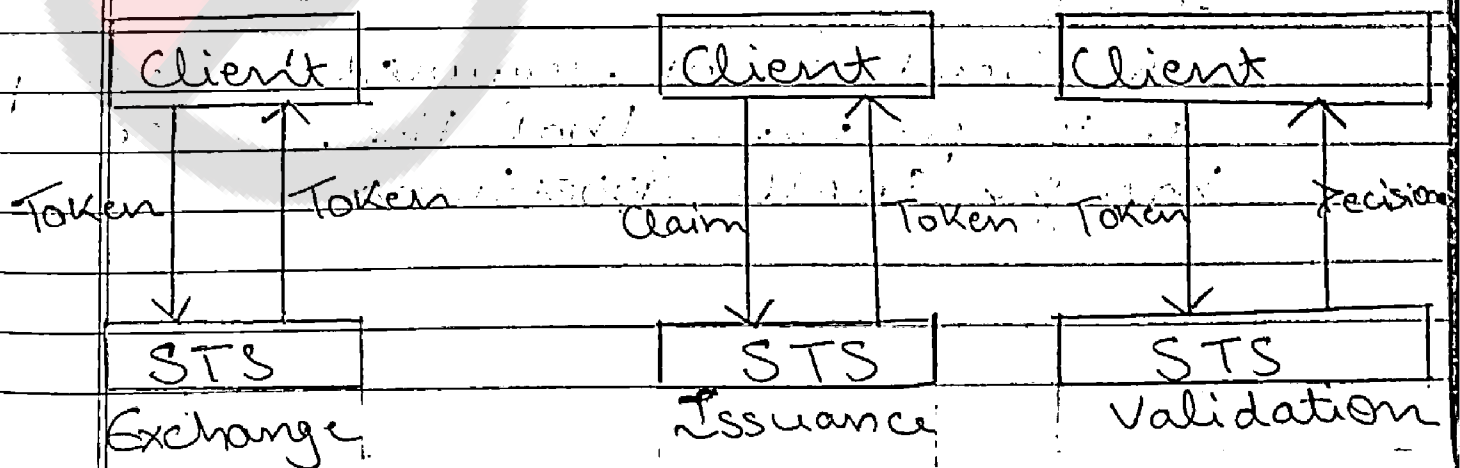 Client Client Client
Token Token Claim Token Token Decision
STS STS STS
Exchange Issuance Validation